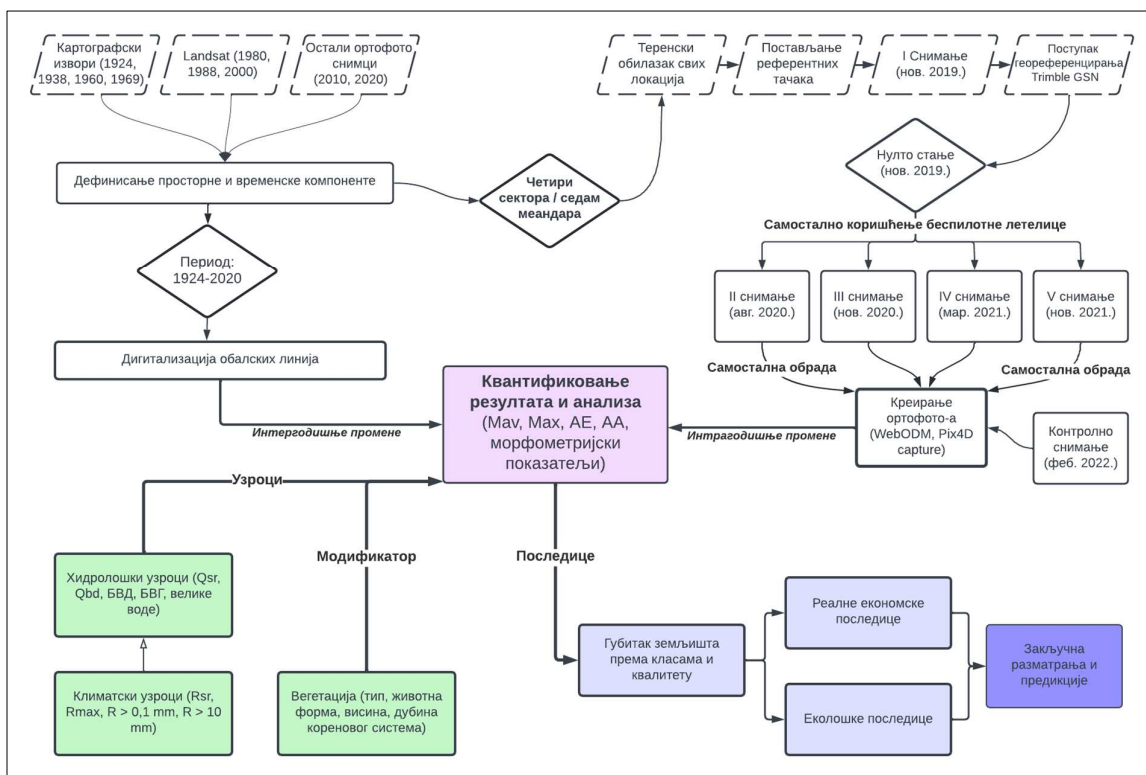 Картографски
извори (1924,
1938, 1960, 1969)
Landsat (1980,
1988, 2000)
Остали ортофото
снимци
(2010, 2020)
Теренски
обилазак свих
локација
Постављање
референтних
тачака
I Снимање
(нов. 2019.)
Поступак
геореференцирања
Trimble GSN
Дефинисање просторне и временске компоненте
Четири
сектора / седам
меандара
Нулто стање
(нов. 2019.)
Самостално коришћење беспилотне летелице
Период:
1924-2020
II снимање
(авг. 2020.)
III снимање
(нов. 2020.)
IV снимање
(мар. 2021.)
V снимање
(нов. 2021.)
Дигитализација обалских линија
Самостална обрада
Самостална обрада
Квантификовање
резултата и анализа
(Mav, Max, AE, AA,
морфометријски
показатељи)
Интергодишње промене
Интрагодишње промене
Креирање
ортофото-а
(WebODM, Pix4D
capture)
Контролно
снимање
(феб. 2022.)
Узроци
Модификатор
Последице
Хидролошки узроци (Qsr,
Qbd, БВД, БВГ, велике
воде)
Климатски узроци (Rsr,
Rmax, R > 0,1 mm, R > 10
mm)
Вегетација (тип, животна
форма, висина, дубина
кореновог система)
Губитак земљишта
према класама и
квалитету
Реалне економске
последице
Еколошке последице
Закључна
разматрања и
предикције